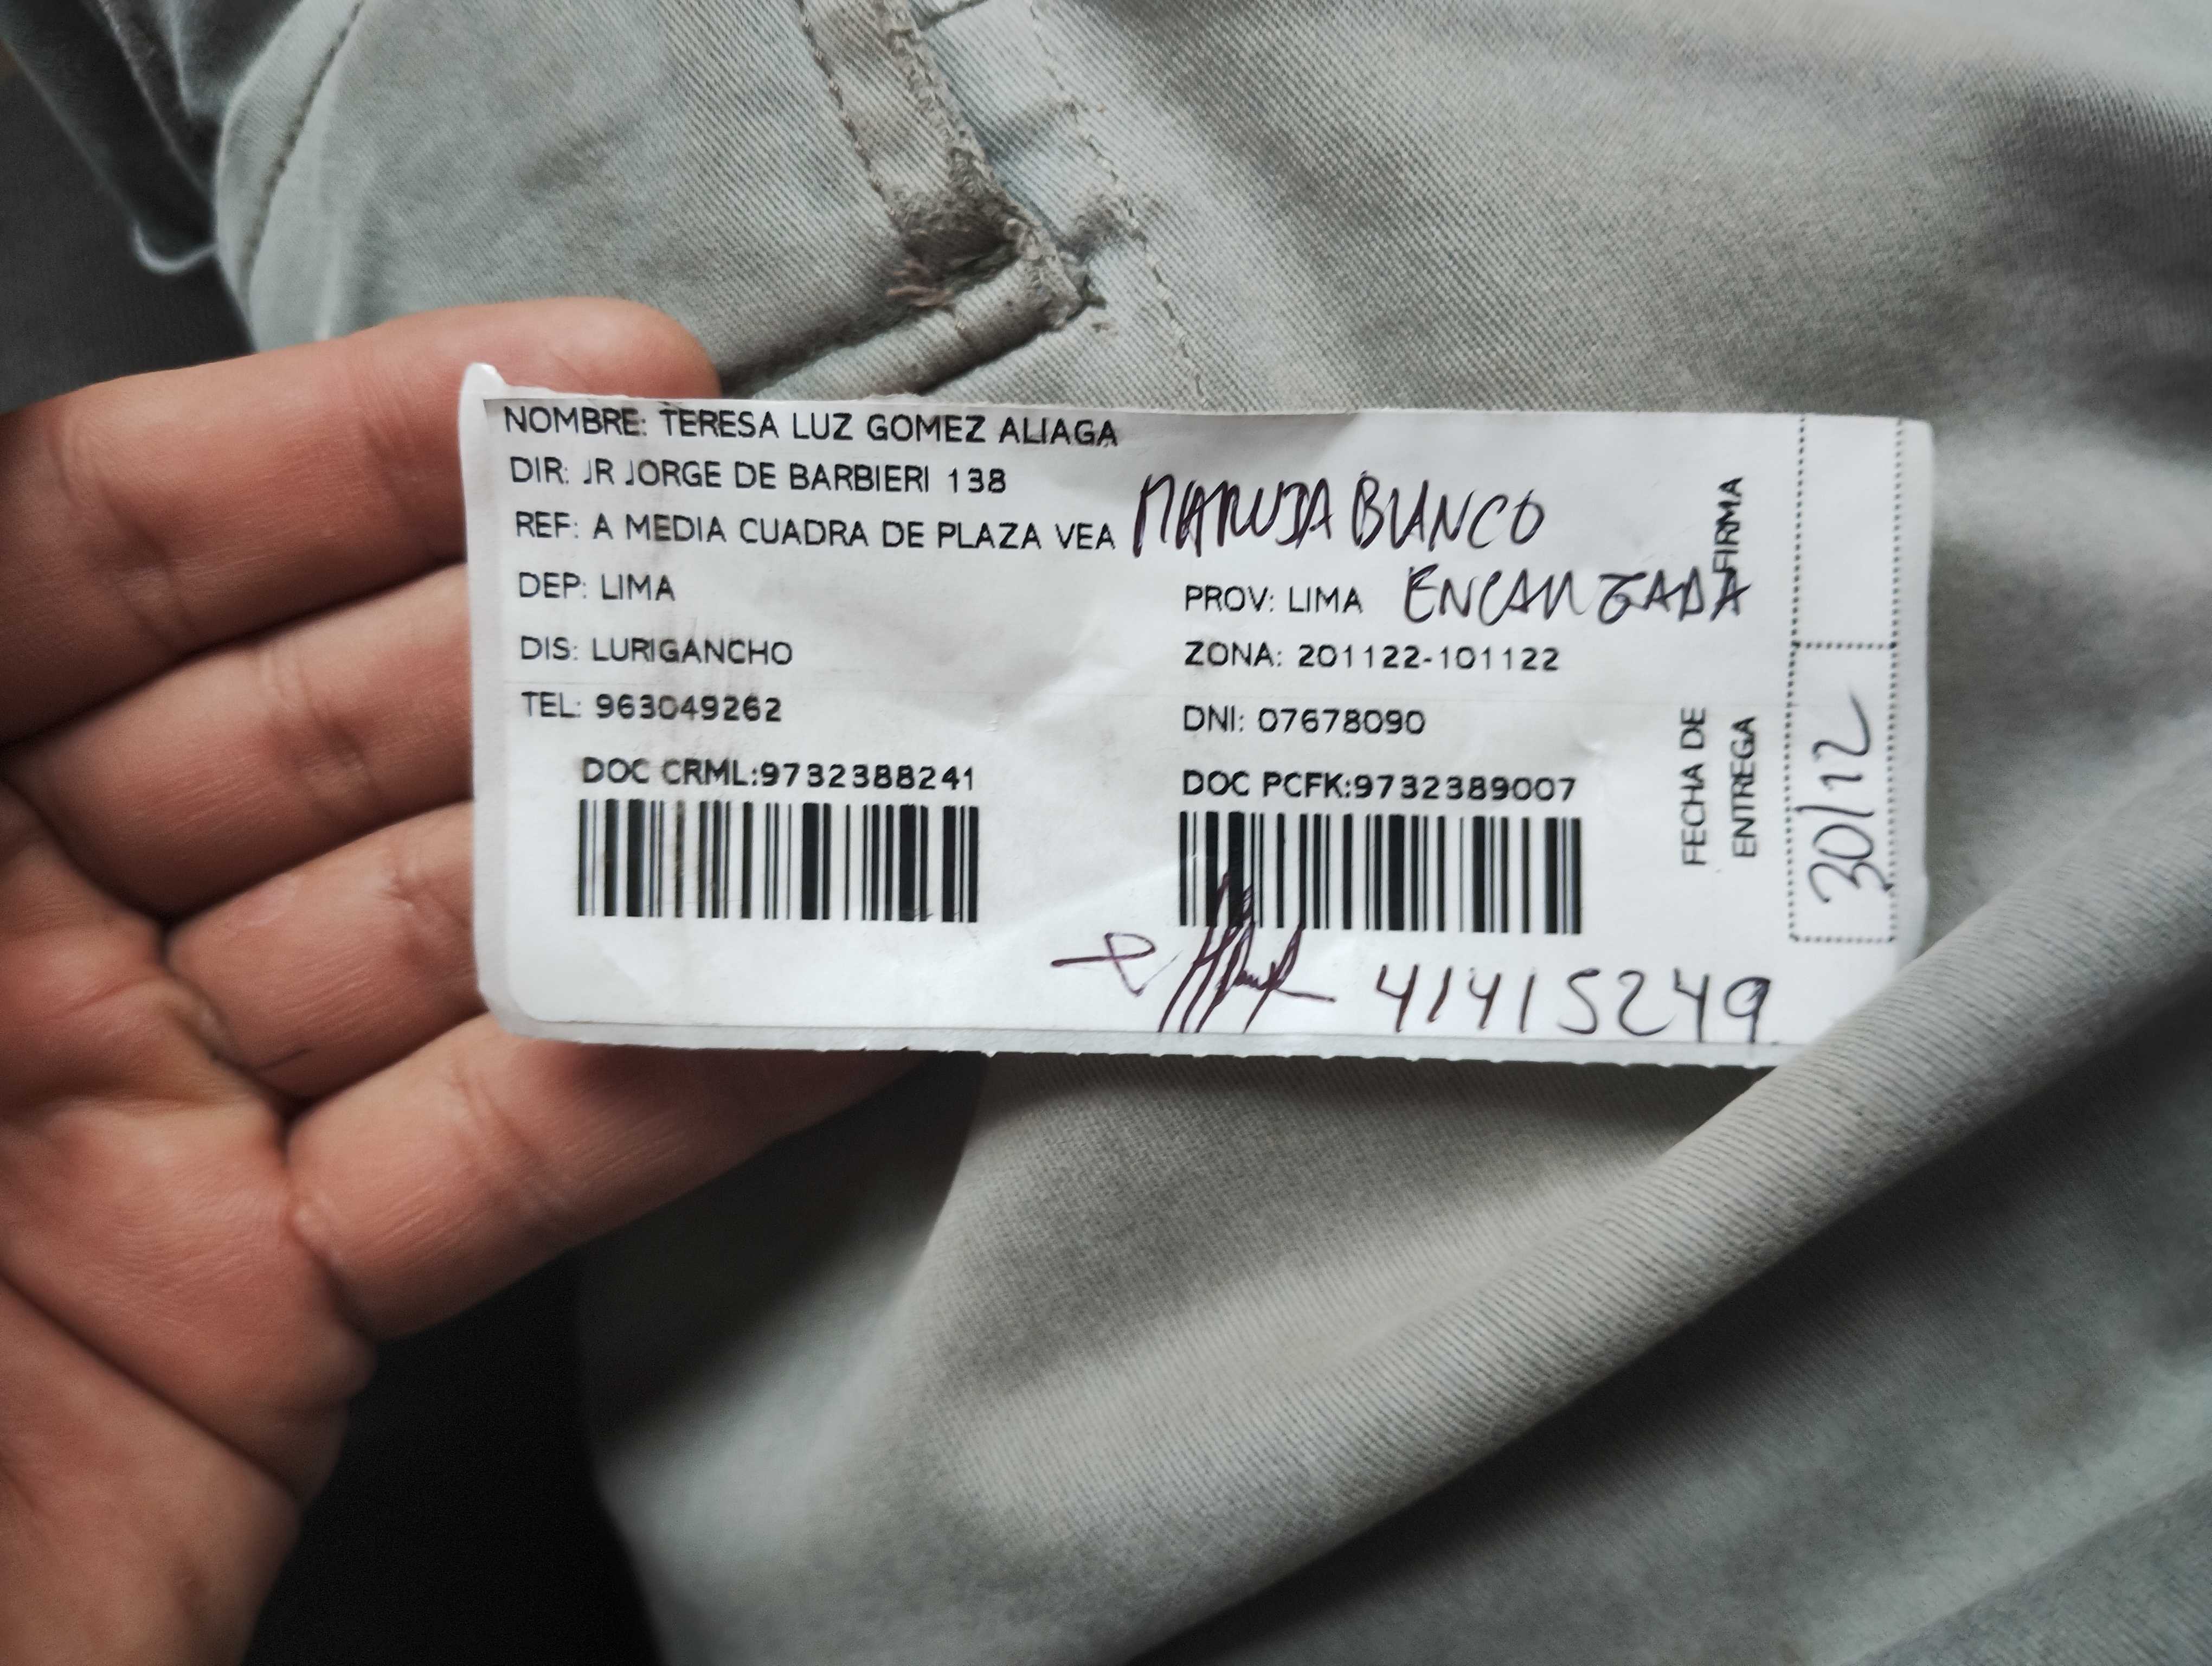 NOMBRE: TERESA LUZ GOMEZ ALIAGA
DIR: JR JORGE DE BARBIERI 138
REF: A MEDIA CUADRA DE PLAZA VEA
MARUJA BLANCO
DEP: LIMA
PROV: LIMA
ENCARGADA
DIS: LURIGANCHO
ZONA: 201122-101122
TEL: 963049262
DNI: 07678090
DOC CRML:9732388241
DOC PCFK:9732389007
41415249
FIRMA
FECHA DE
ENTREGA
30/12